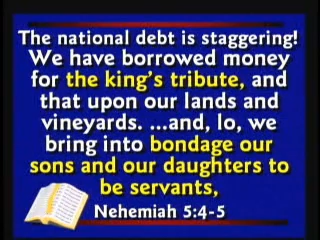 The national debt is staggering!
We have borrowed money
for the king's tribute, and
that upon our lands and
vineyards. ...and, lo, we
bring into bondage our
sons and our daughters to
be servants,
Nehemiah 5:4-5